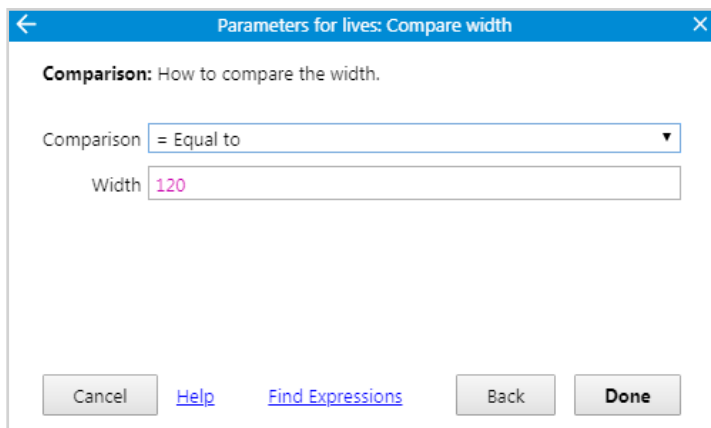 Parameters for lives: Compare width
Comparison: How to compare the width.
Comparison = Equal to
Width 120
Cancel Help Find Expressions Back Done